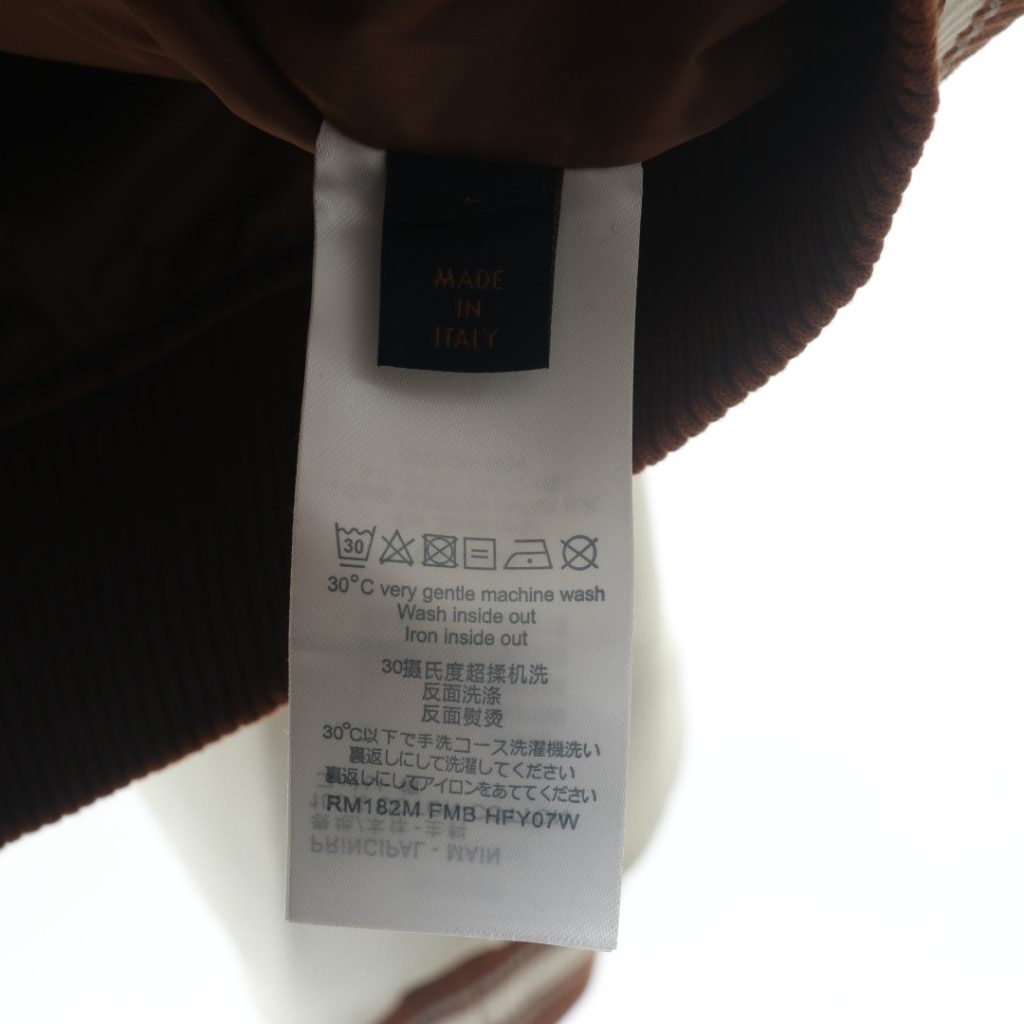 MADE
IN
ITALY
30
30°C very gentle machine wash
Wash inside out
Iron inside out
30摄氏度超揉机洗
反面洗涤
反面熨烫
30°C以下で手洗コース洗濯機洗い
裏返しにして洗濯してください
裏返しにしてアイロンをあててください
RM182M FMB HFY07W
PRINCIPAL - MAIN